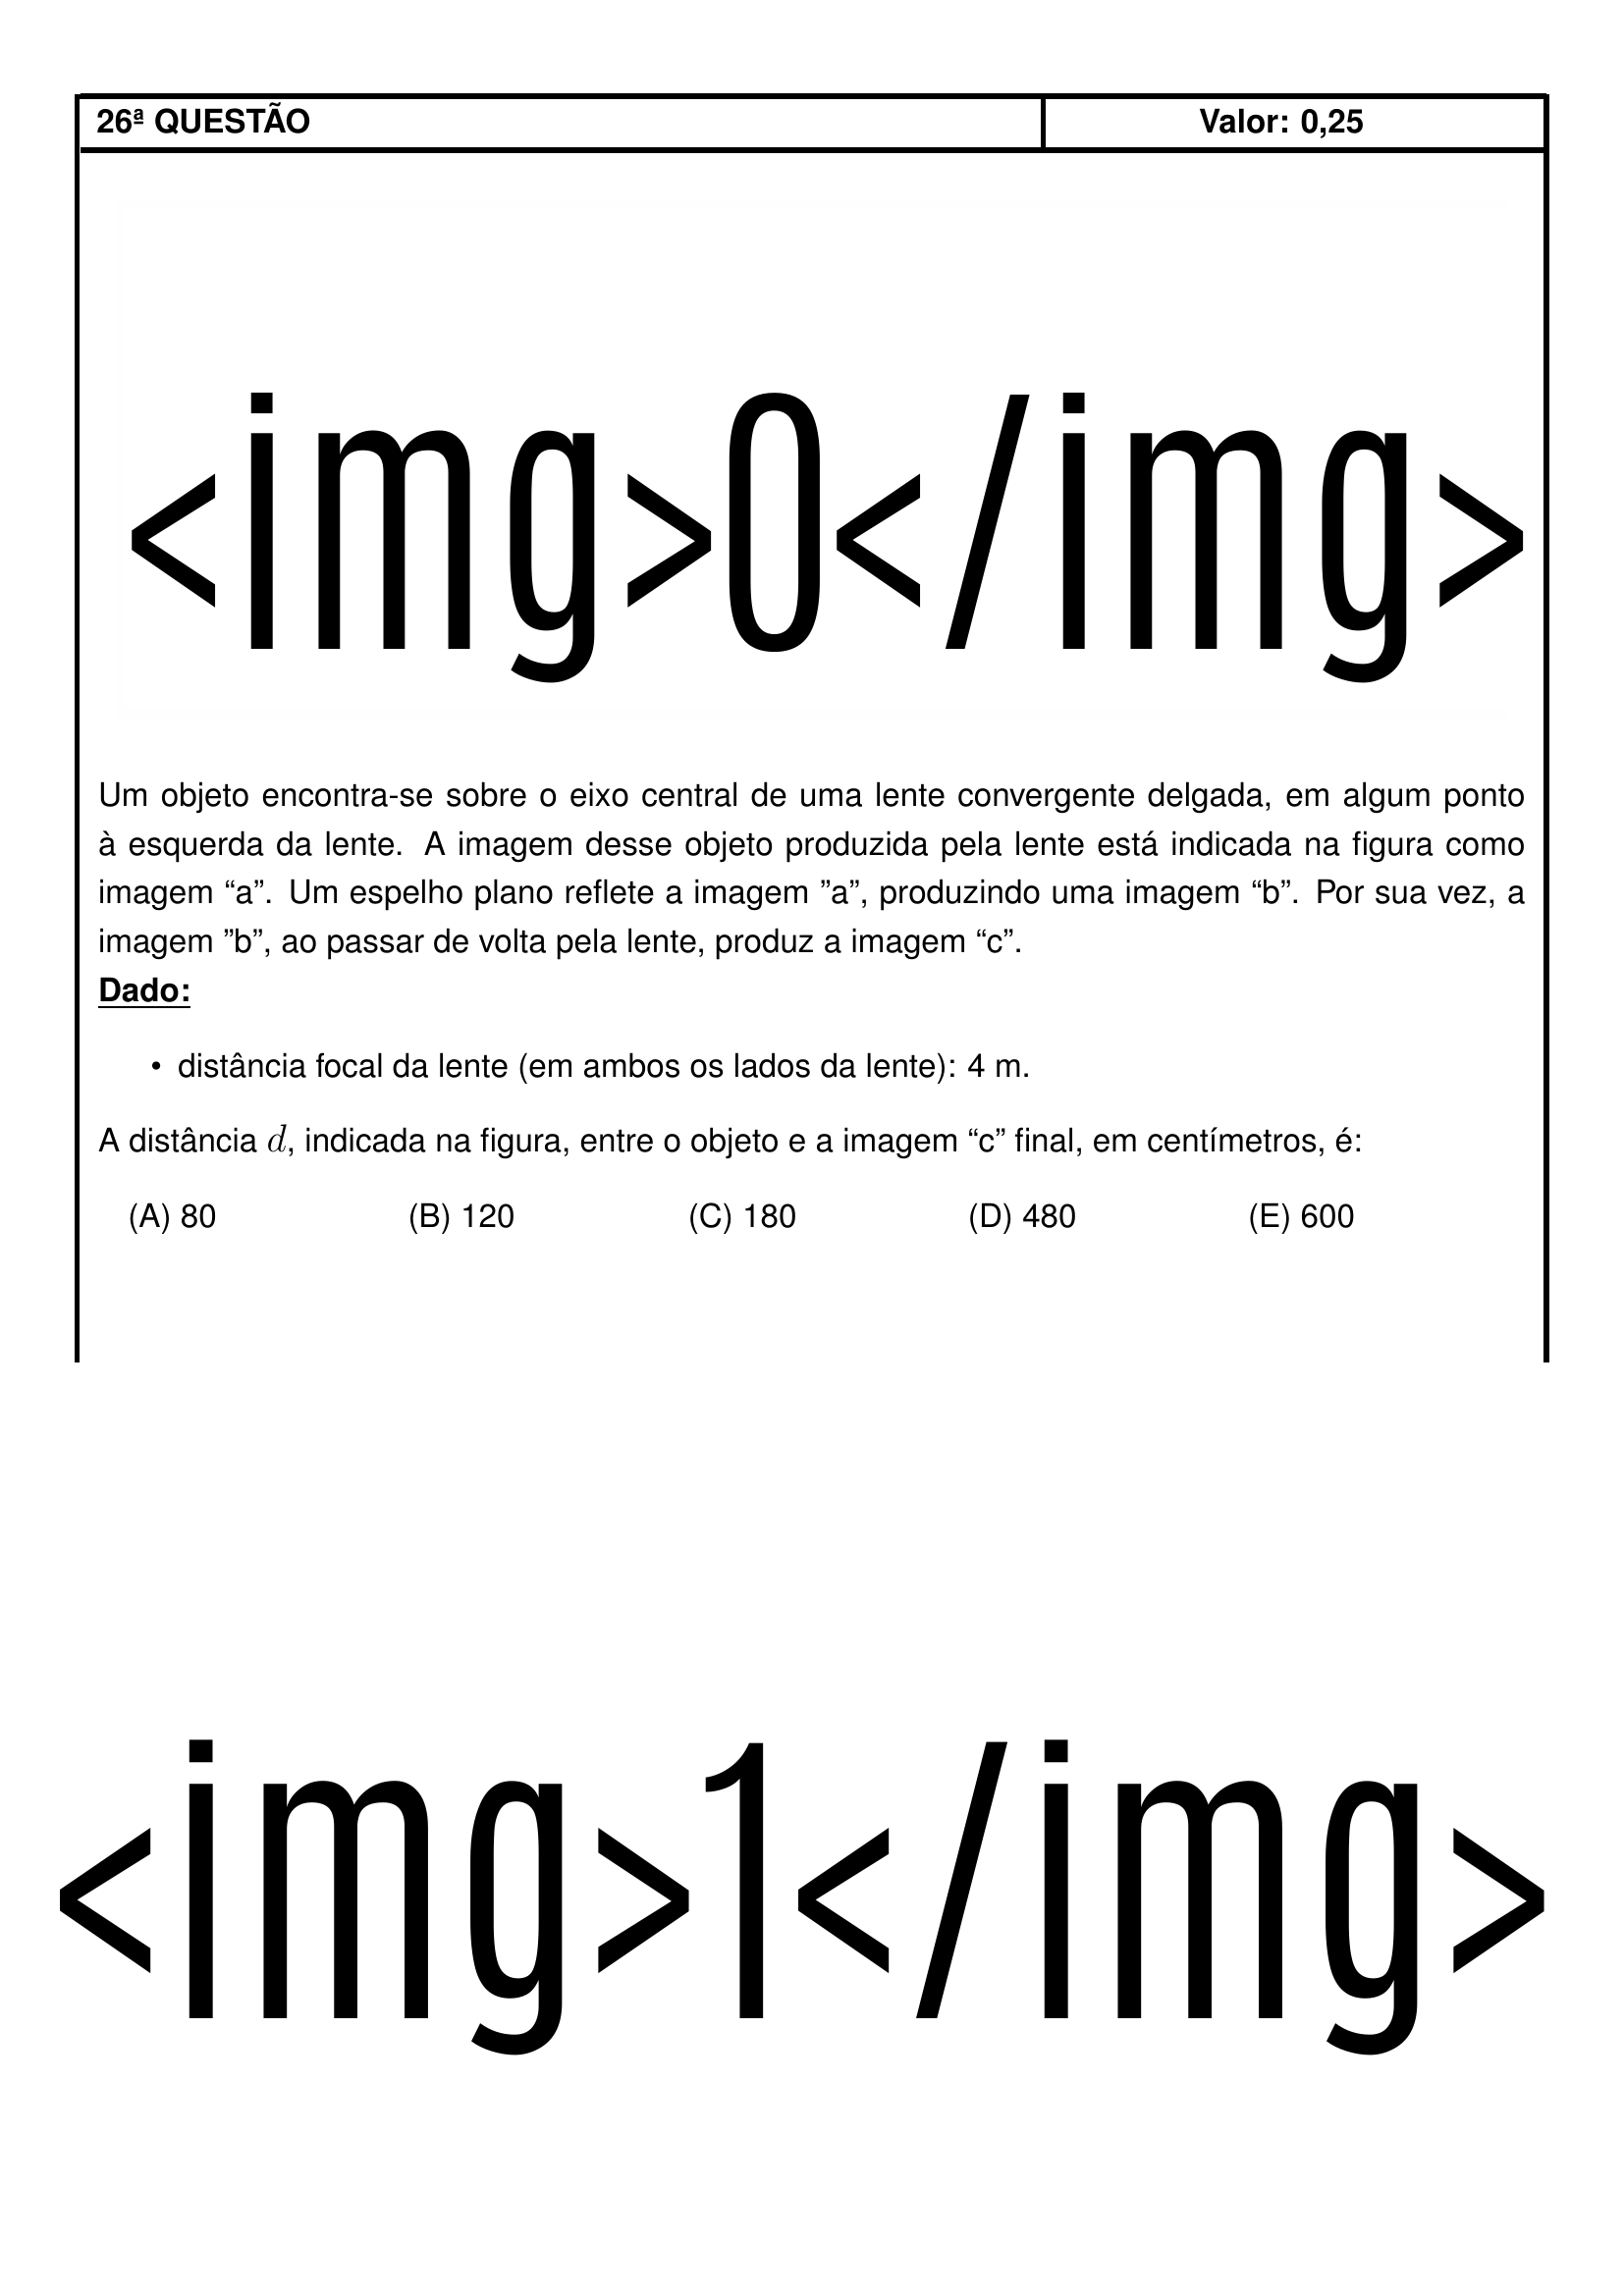 26ª QUESTÃO Valor: 0,25
<img>0</img>
Um objeto encontra-se sobre o eixo central de uma lente convergente delgada, em algum ponto
à esquerda da lente. A imagem desse objeto produzida pela lente está indicada na figura como
imagem “a”. Um espelho plano reflete a imagem ”a”, produzindo uma imagem “b”. Por sua vez, a
imagem ”b”, ao passar de volta pela lente, produz a imagem “c”.
Dado:
• distância focal da lente (em ambos os lados da lente): 4 m.
A distância d, indicada na figura, entre o objeto e a imagem “c” final, em centímetros, é:
(A) 80 (B) 120 (C) 180 (D) 480 (E) 600
<img>1</img>